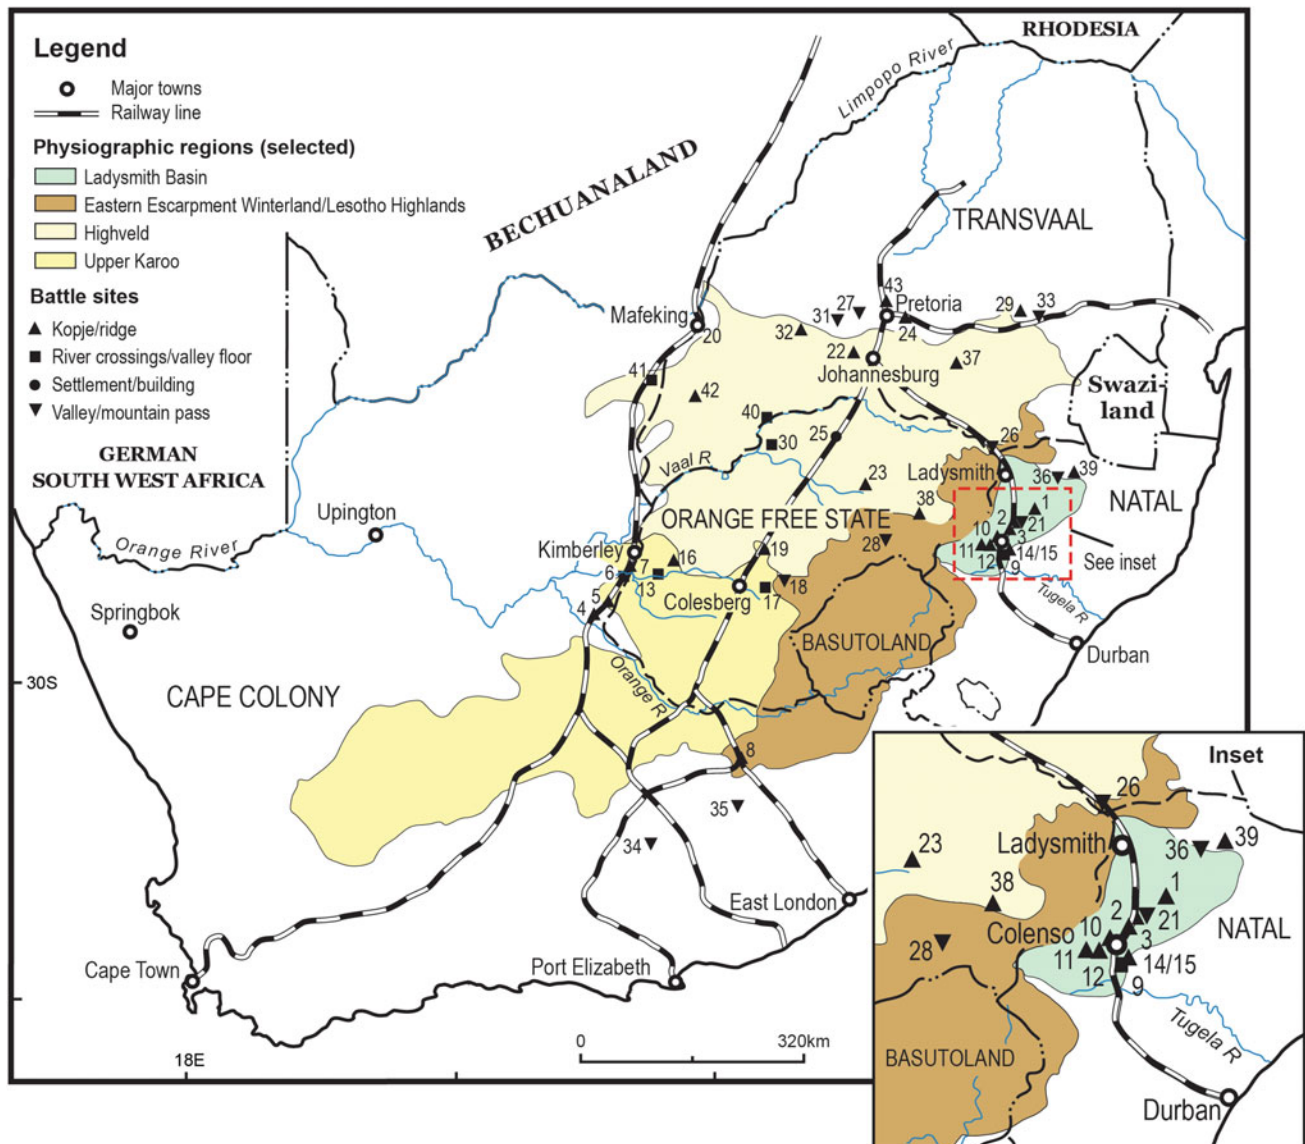 Legend
Major towns
Railway line
Physiographic regions (selected)
Ladysmith Basin
Eastern Escarpment Winterland/Lesotho Highlands
Highveld
Upper Karoo
Battle sites
Kopje/ridge
River crossings/valley floor
Settlement/building
Valley/mountain pass
GERMAN
SOUTH WEST AFRICA
RHODESIA
Limpopo River
BECHUANALAND
TRANSVAAL
43
Pretoria
27
31
29
33
24
32
Mafeking
20
22
37
Johannesburg
Swazi-
land
41
42
40
30
25
26
Vaal R
Ladysmith
23
36
39
38
NATAL
1
ORANGE FREE STATE
2
21
10
3
Upington
28
11
14/15
See inset
12
9
Orange River
Kimberley
16
19
6
7
13
18
17
Colesberg
5
4
Tugela R
Springbok
BASUTOLAND
Durban
30S
CAPE COLONY
Orange R
8
35
34
East London
Cape Town
Port Elizabeth
0
320km
18E
Inset
26
Ladysmith
23
36
39
38
1
2
21
NATAL
Colenso
10
3
28
11
14/15
12
9
Tugela R
BASUTOLAND
Durban